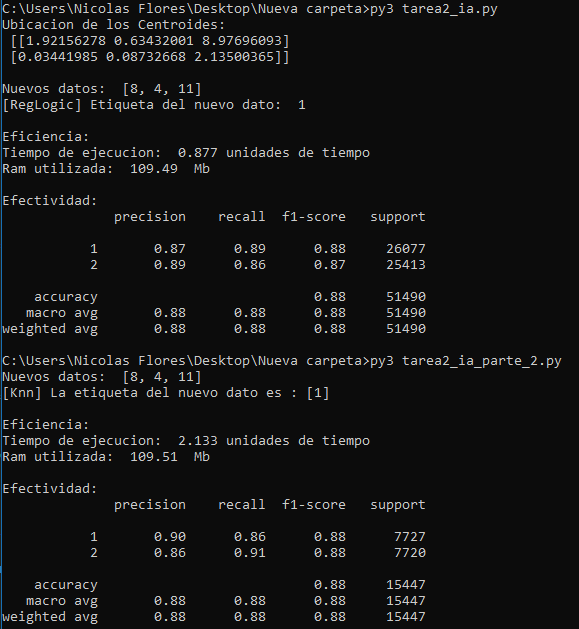 C:\Users\Nicolas Flores\Desktop\Nueva carpeta>py3 tarea2_ia.py
Ubicacion de los Centroides:
[[1.92156278 0.63432001 8.97696093]
[0.03441985 0.08732668 2.13500365]]
Nuevos datos:  [8, 4, 11]
[RegLogic] Etiqueta del nuevo dato:  1
Eficiencia:
Tiempo de ejecucion:  0.877 unidades de tiempo
Ram utilizada:  109.49  Mb
Efectividad:
precision    recall  f1-score   support
1       0.87      0.89      0.88     26077
2       0.89      0.86      0.87     25413
accuracy                           0.88     51490
macro avg       0.88      0.88      0.88     51490
weighted avg       0.88      0.88      0.88     51490
C:\Users\Nicolas Flores\Desktop\Nueva carpeta>py3 tarea2_ia_parte_2.py
Nuevos datos:  [8, 4, 11]
[Knn] La etiqueta del nuevo dato es : [1]
Eficiencia:
Tiempo de ejecucion:  2.133 unidades de tiempo
Ram utilizada:  109.51  Mb
Efectividad:
precision    recall  f1-score   support
1       0.90      0.86      0.88      7727
2       0.86      0.91      0.88      7720
accuracy                           0.88     15447
macro avg       0.88      0.88      0.88     15447
weighted avg       0.88      0.88      0.88     15447